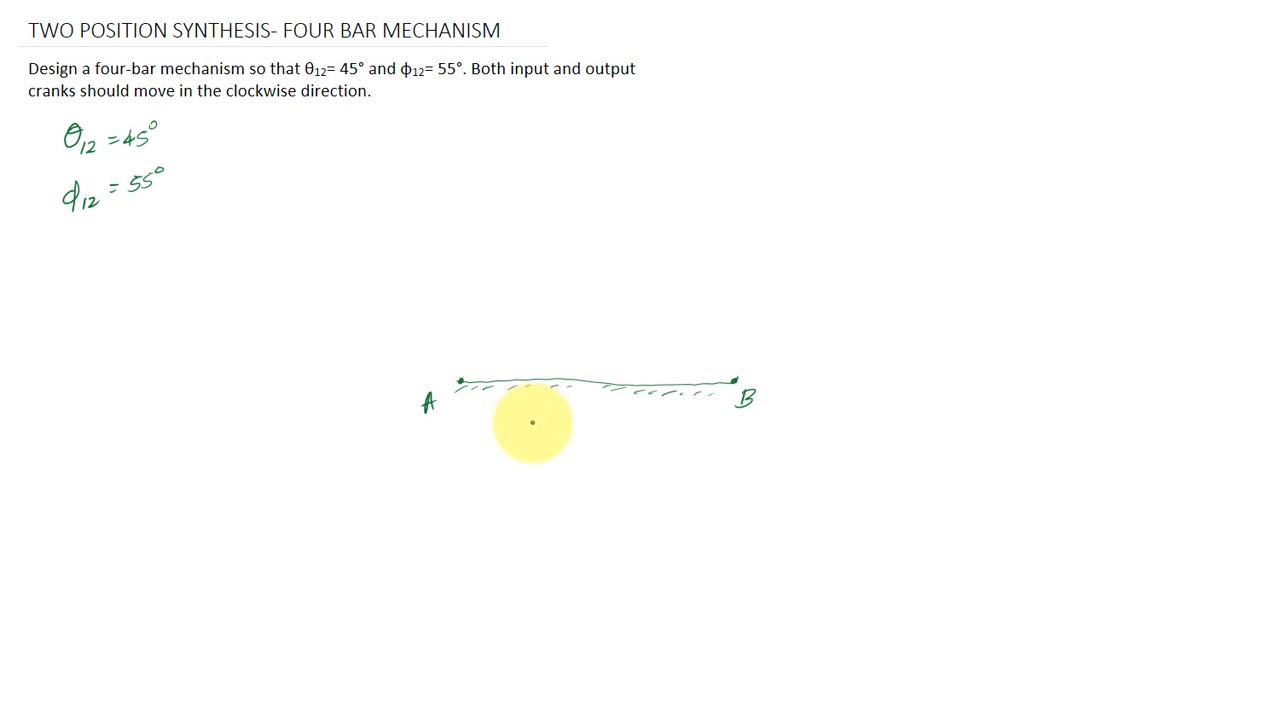 TWO POSITION SYNTHESIS- FOUR BAR MECHANISM
Design a four-bar mechanism so that θ₁₂= 45° and ϕ₁₂= 55°. Both input and output
cranks should move in the clockwise direction.
θ₁₂ = 45°
ϕ₁₂ = 55°
A
B